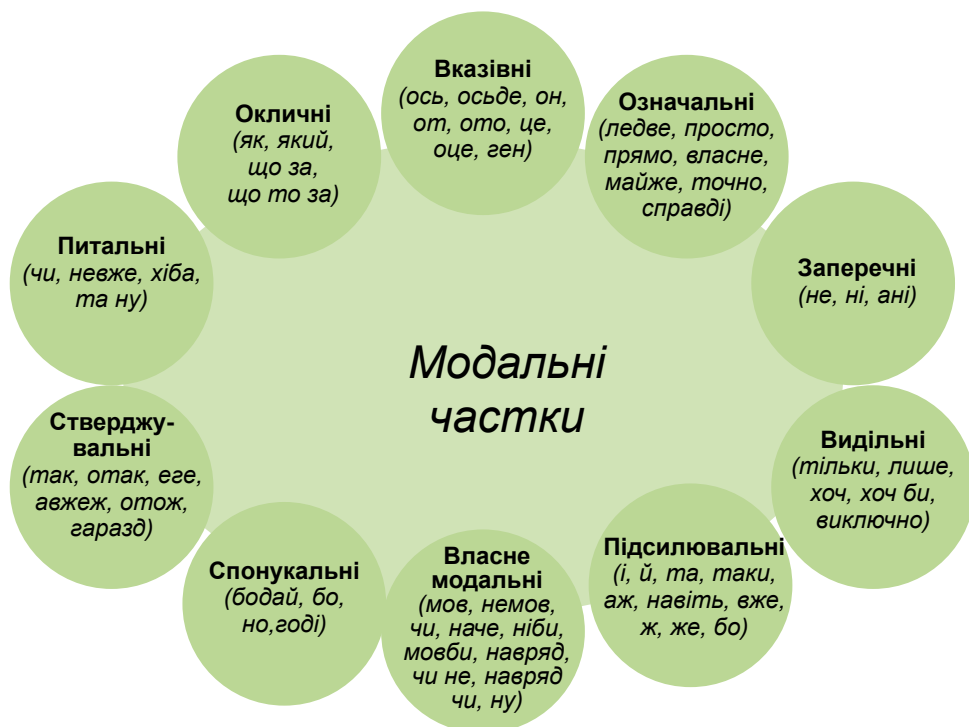 Вказівні
(ось, осьде, он,
от, ото, це,
оце, ген)
Означальні
(ледве, просто,
прямо, власне,
майже, точно,
справді)
Заперечні
(не, ні, ані)
Видільні
(тільки, лише,
хоч, хоч би,
виключно)
Підсилювальні
(і, й, та, таки,
аж, навіть, вже,
ж, же, бо)
Власне
модальні
(мов, немов,
чи, наче, ніби,
мовби, навряд,
чи не, навряд
чи, ну)
Спонукальні
(бодай, бо,
но,годі)
Стверджу-
вальні
(так, отак, еге,
авжеж, отож,
гаразд)
Питальні
(чи, невже, хіба,
та ну)
Окличні
(як, який,
що за,
що то за)
Модальні
частки